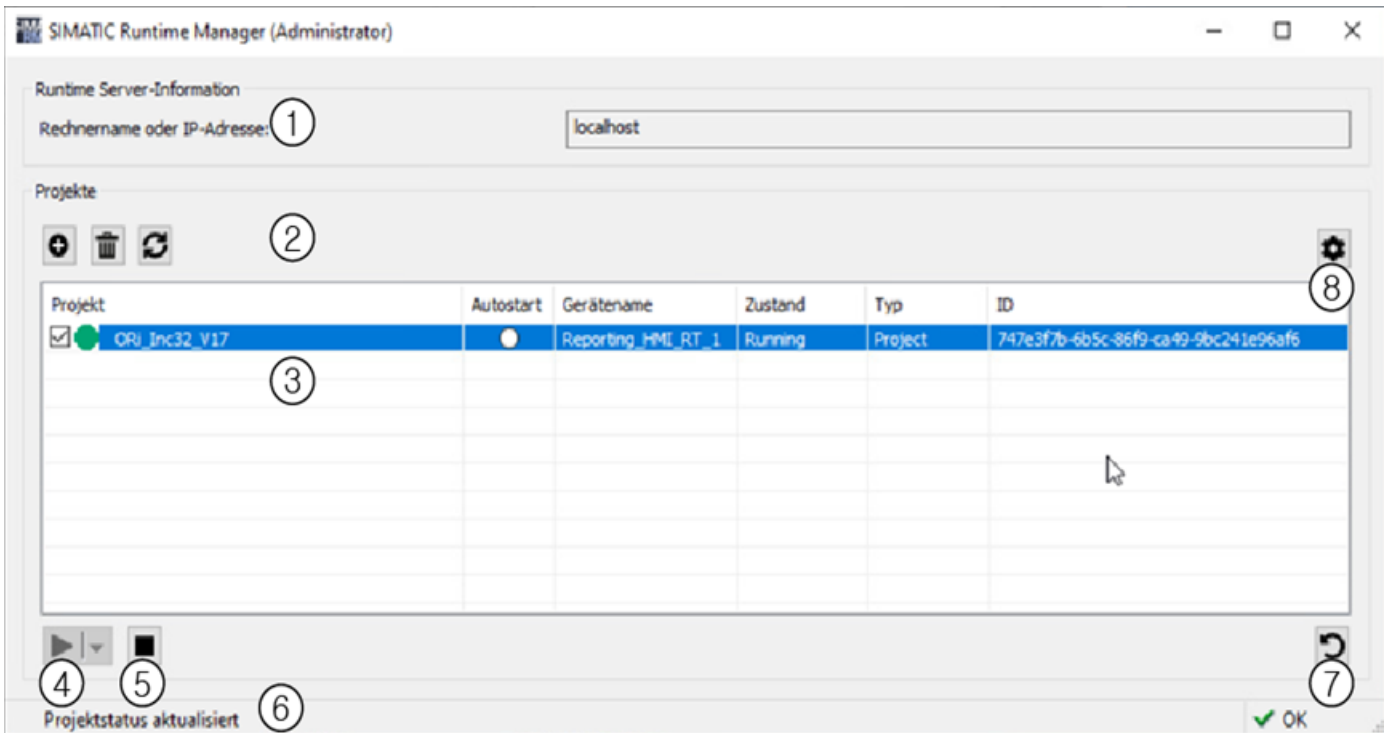 SIMATIC Runtime Manager (Administrator)
Runtime Server-Information
Rechnername oder IP-Adresse: 1 localhost
Projekte
2
8
Projekt Autostart Gerätename Zustand Typ ID
ORi_Inc32_V17 Reporting_HMI_RT_1 Running Project 747e3f7b-6b5c-86f9-ca49-9bc241e96af6
3
4 5 7
Projektstatus aktualisiert 6 OK